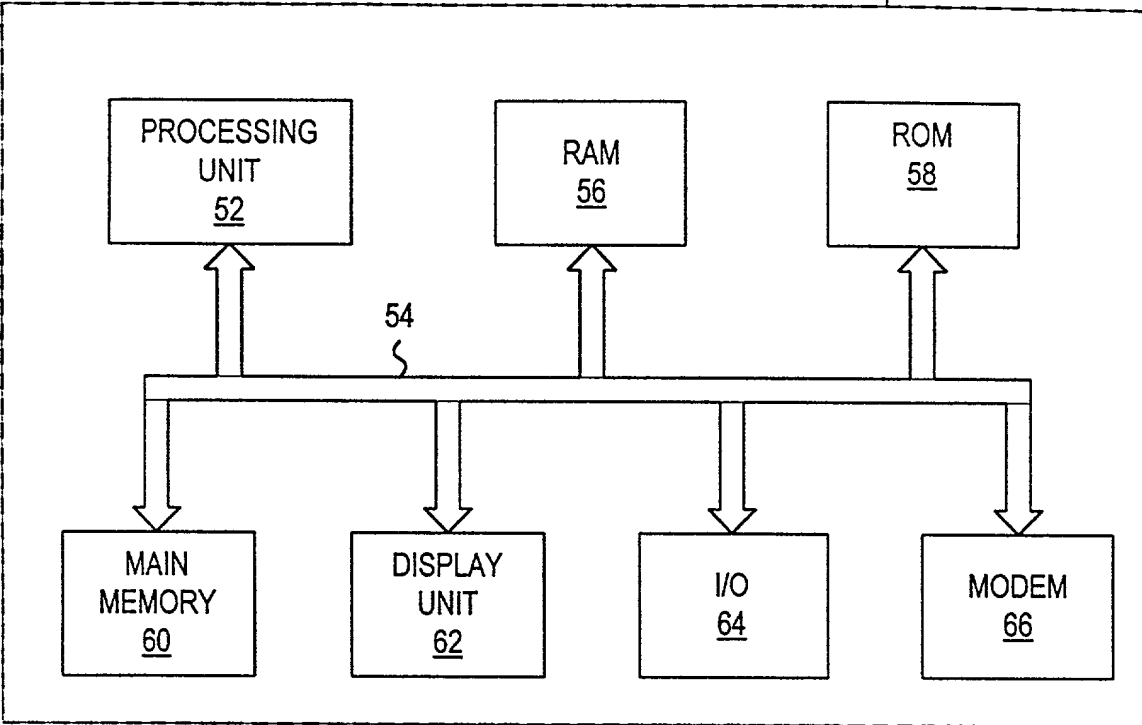 PROCESSING
UNIT
52
RAM
56
ROM
58
54
MAIN
MEMORY
60
DISPLAY
UNIT
62
I/O
64
MODEM
66